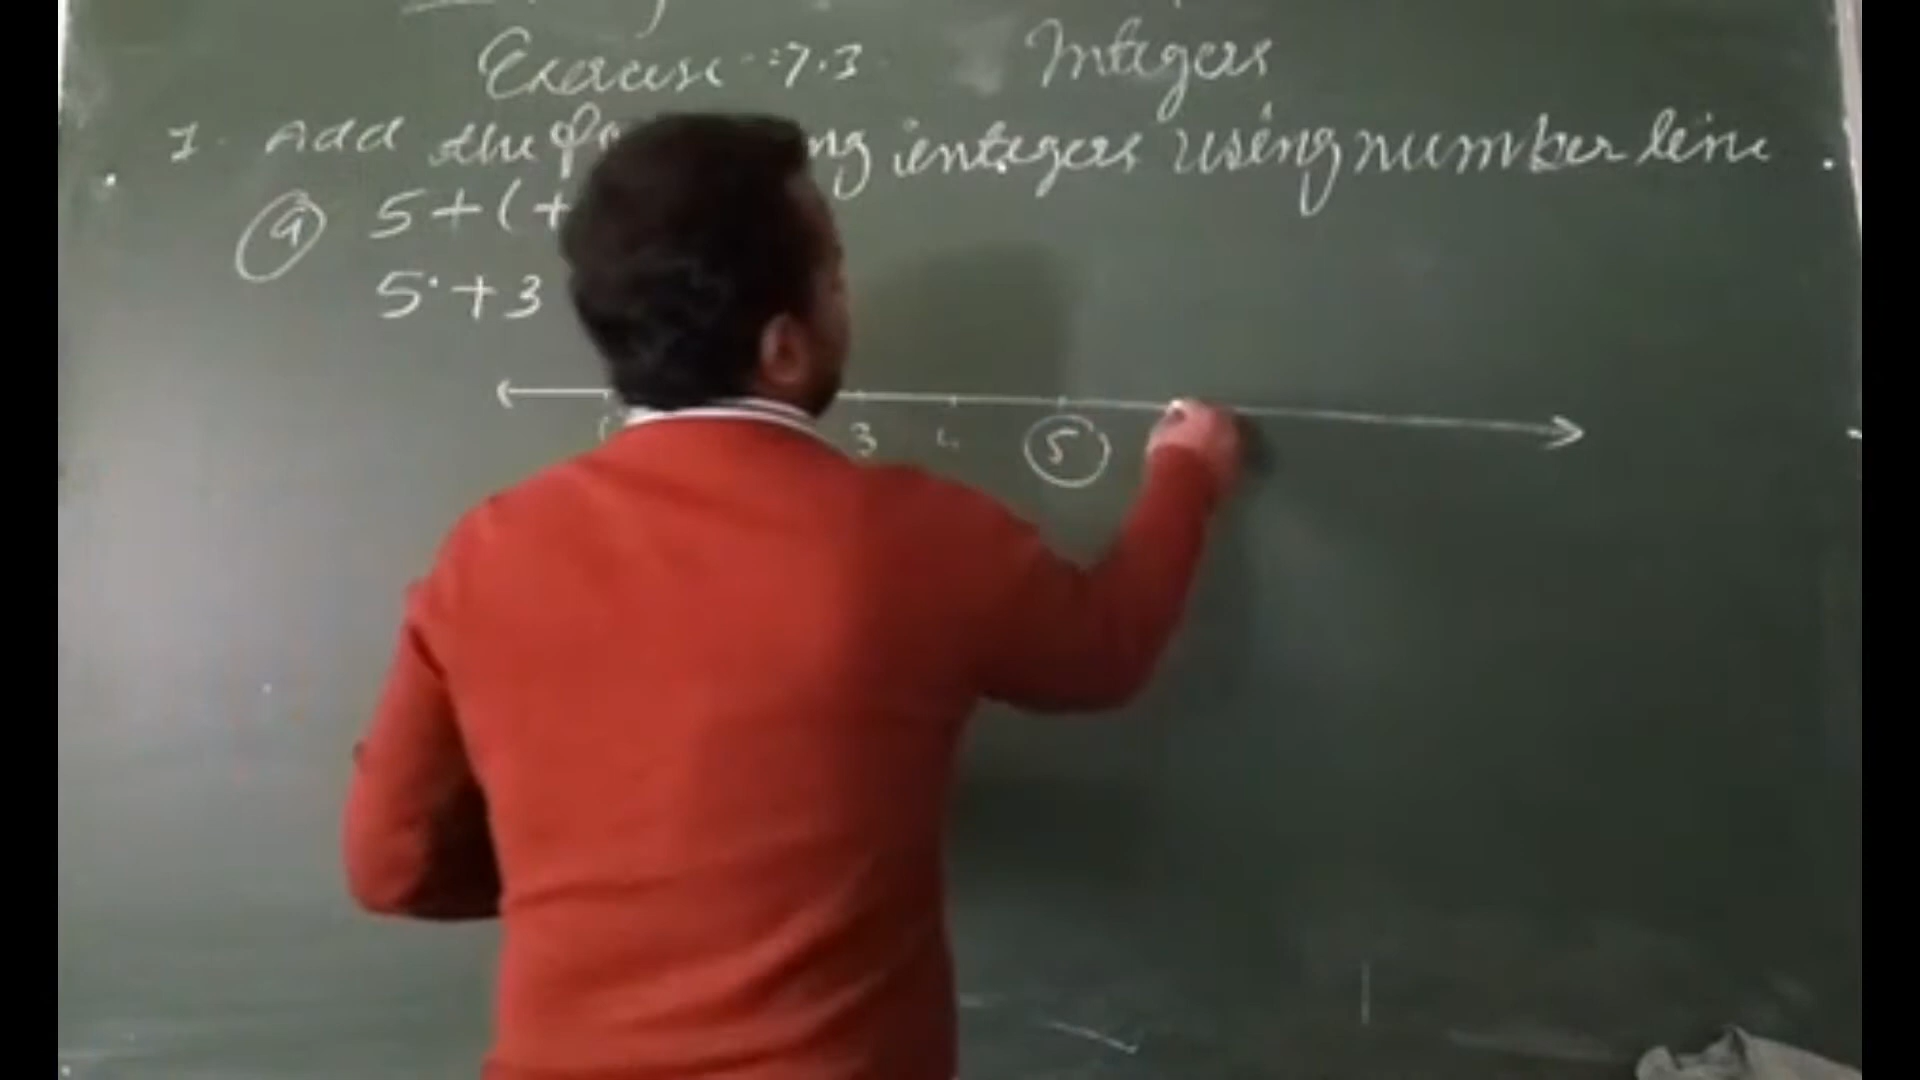 Exercise -:7.3 Integers
1. Add the integers using number line .
a 5+(+
5 +3
3 4 5